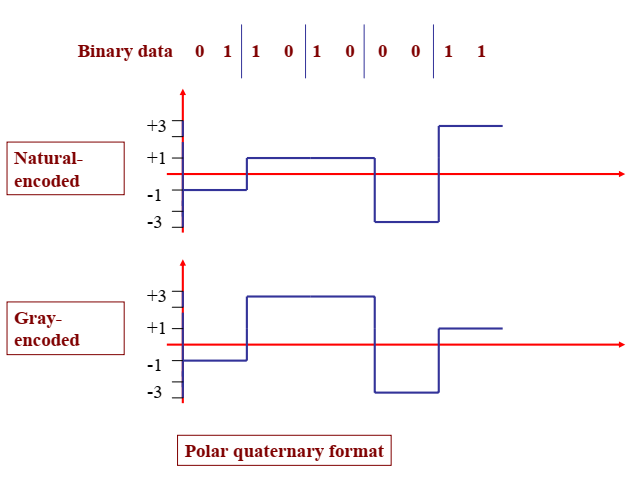 Binary data 0 1 1 0 1 0 0 0 1 1
+3
Natural-
encoded
+1
-1
-3
+3
Gray-
encoded
+1
-1
-3
Polar quaternary format